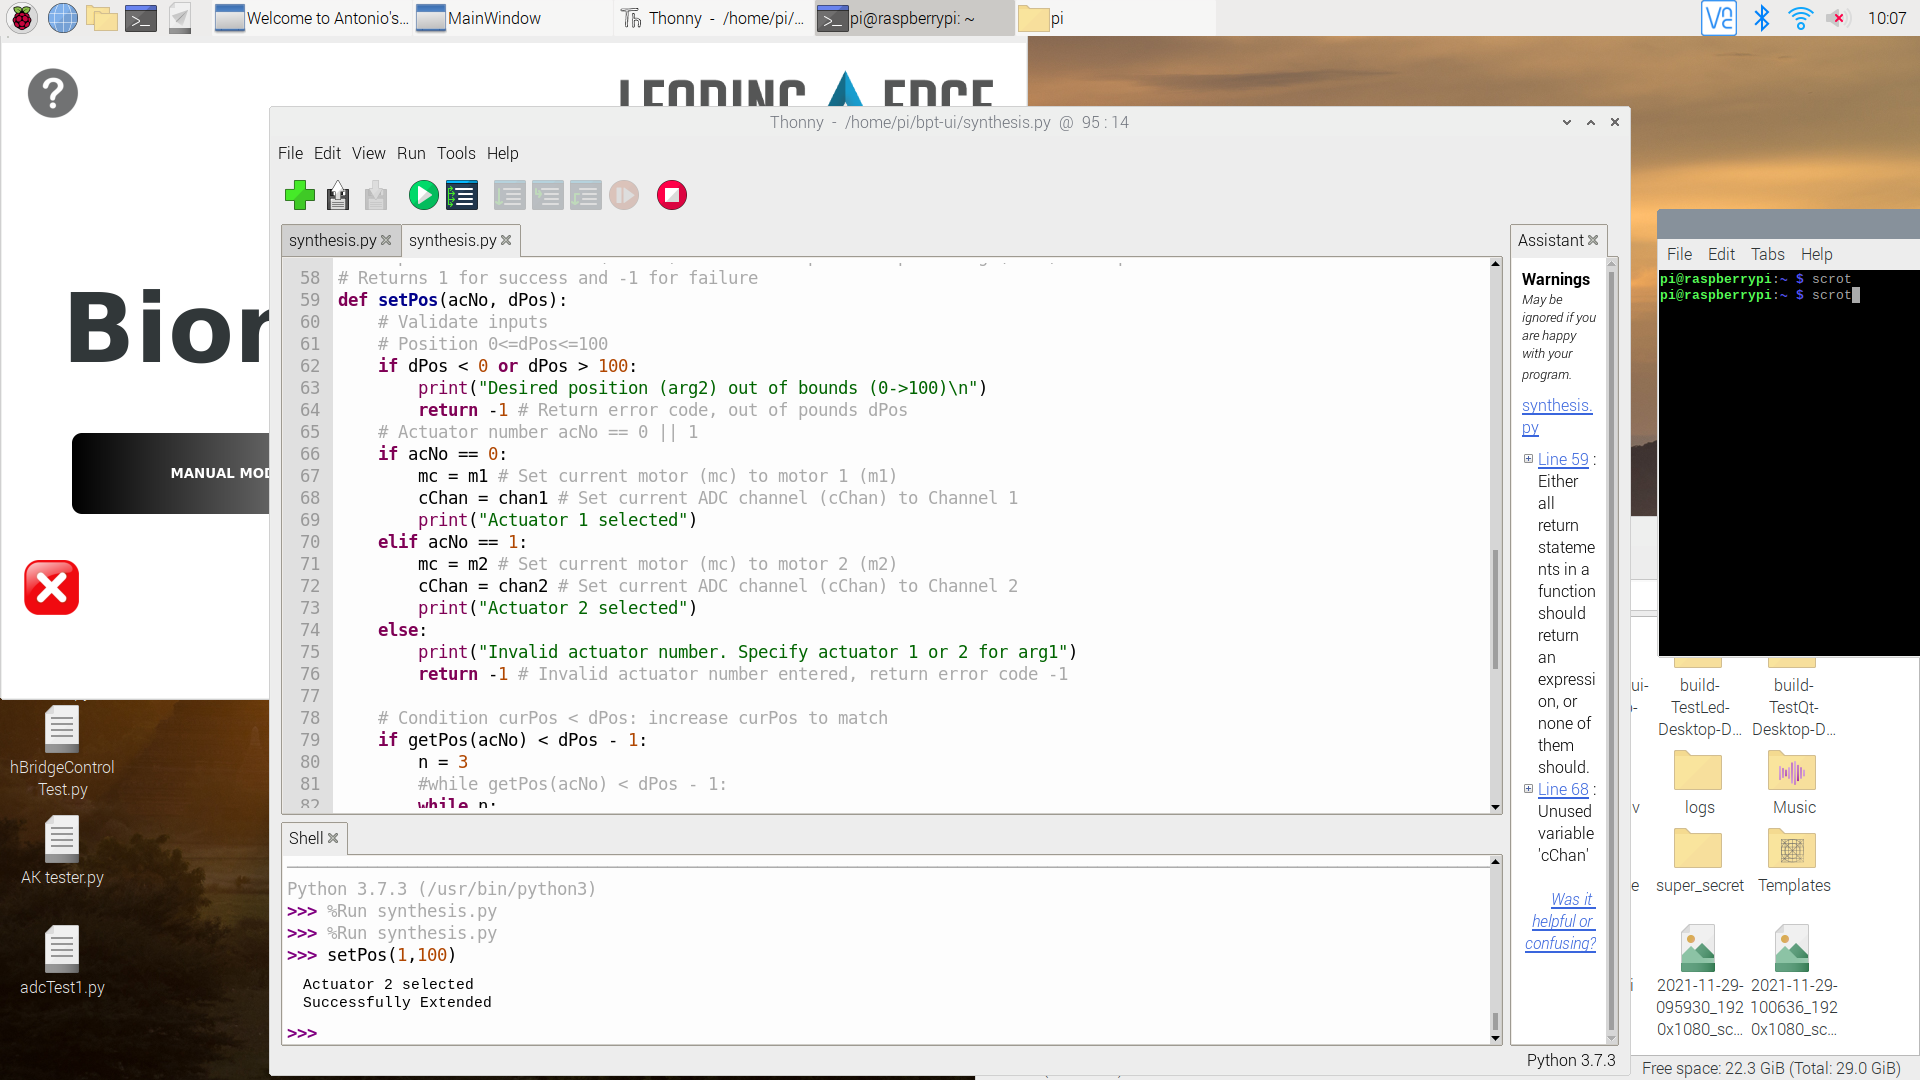 Welcome to Antonio's...
MainWindow
Thonny - /home/pi/...
pi@raspberrypi: ~
pi
10:07
LEADING EDGE
Thonny - /home/pi/bpt-ui/synthesis.py @ 95 : 14
File Edit View Run Tools Help
synthesis.py
synthesis.py
58 # Returns 1 for success and -1 for failure
59 def setPos(acNo, dPos):
60 # Validate inputs
61 # Position 0<=dPos<=100
62 if dPos < 0 or dPos > 100:
63 print("Desired position (arg2) out of bounds (0->100)\n")
64 return -1 # Return error code, out of pounds dPos
65 # Actuator number acNo == 0 || 1
66 if acNo == 0:
67 mc = m1 # Set current motor (mc) to motor 1 (m1)
68 cChan = chan1 # Set current ADC channel (cChan) to Channel 1
69 print("Actuator 1 selected")
70 elif acNo == 1:
71 mc = m2 # Set current motor (mc) to motor 2 (m2)
72 cChan = chan2 # Set current ADC channel (cChan) to Channel 2
73 print("Actuator 2 selected")
74 else:
75 print("Invalid actuator number. Specify actuator 1 or 2 for arg1")
76 return -1 # Invalid actuator number entered, return error code -1
77
78 # Condition curPos < dPos: increase curPos to match
79 if getPos(acNo) < dPos - 1:
80 n = 3
81 #while getPos(acNo) < dPos - 1:
82 while n:
Shell
Python 3.7.3 (/usr/bin/python3)
>>> %Run synthesis.py
>>> %Run synthesis.py
>>> setPos(1,100)
Actuator 2 selected
Successfully Extended
>>>
Assistant
Warnings
May be
ignored if you
are happy
with your
program.
synthesis.
py
Line 59 :
Either
all
return
stateme
nts in a
function
should
return
an
expressi
on, or
none of
them
should.
Line 68 :
Unused
variable
'cChan'
Was it
helpful or
confusing?
Python 3.7.3
File Edit Tabs Help
pi@raspberrypi:~ $ scrot
pi@raspberrypi:~ $ scrot
Bion
MANUAL MOD
hBridgeControl
Test.py
AK tester.py
adcTest1.py
ui-
build-
TestLed-
Desktop-D...
build-
TestQt-
Desktop-D...
v
logs
Music
e
super_secret
Templates
i
2021-11-29-
095930_192
0x1080_sc...
2021-11-29-
100636_192
0x1080_sc...
Free space: 22.3 GiB (Total: 29.0 GiB)